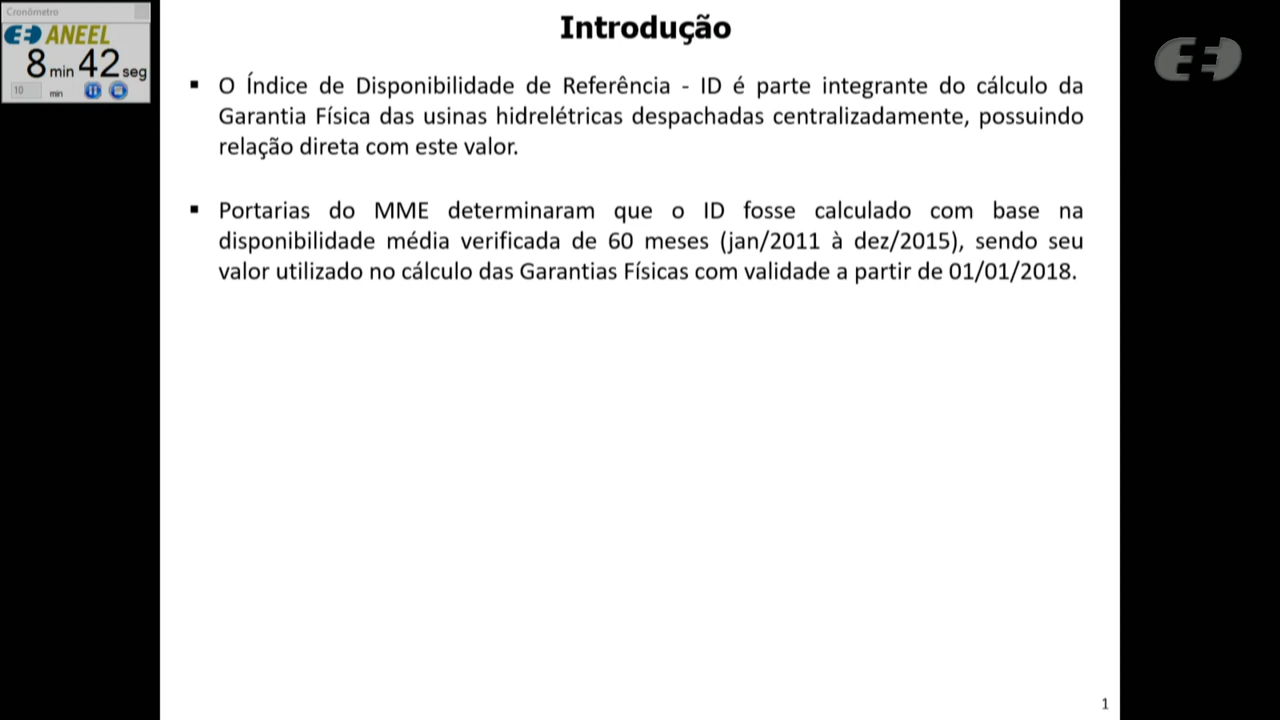 Cronômetro
ANEEL
8 min 42 seg
10 min
Introdução
▪ O Índice de Disponibilidade de Referência - ID é parte integrante do cálculo da
Garantia Física das usinas hidrelétricas despachadas centralizadamente, possuindo
relação direta com este valor.
▪ Portarias do MME determinaram que o ID fosse calculado com base na
disponibilidade média verificada de 60 meses (jan/2011 à dez/2015), sendo seu
valor utilizado no cálculo das Garantias Físicas com validade a partir de 01/01/2018.
1